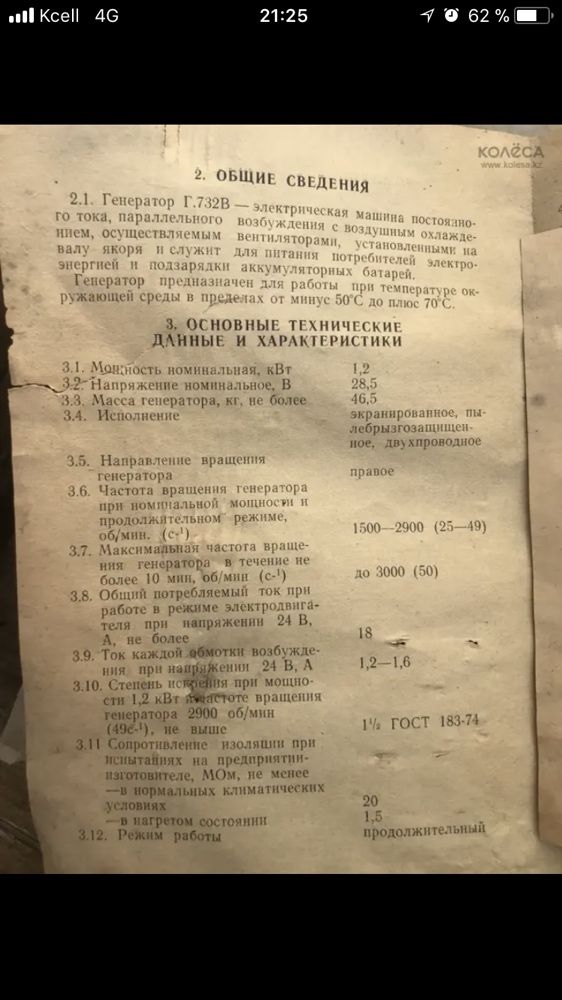 Kcell 4G 21:25 62 %
КОЛЁСА
www.kolesa.kz
2. ОБЩИЕ СВЕДЕНИЯ
2.1. Генератор Г.732В — электрическая машина постоянно-
го тока, параллельного возбуждения с воздушным охлажде-
нием, осуществляемым вентиляторами, установленными на
валу якоря и служит для питания потребителей электро-
энергией и подзарядки аккумуляторных батарей.
Генератор предназначен для работы при температуре ок-
ружающей среды в пределах от минус 50°С до плюс 70°С.
3. ОСНОВНЫЕ ТЕХНИЧЕСКИЕ
ДАННЫЕ И ХАРАКТЕРИСТИКИ
3.1. Мощность номинальная, кВт 1,2
3.2. Напряжение номинальное, В 28,5
3.3. Масса генератора, кг, не более 46,5
3.4. Исполнение экранированное, пы-
лебрызгозащищен-
ное, двухпроводное
3.5. Направление вращения
генератора правое
3.6. Частота вращения генератора
при номинальной мощности и
продолжительном режиме,
об/мин. (с-¹) 1500—2900 (25—49)
3.7. Максимальная частота враще-
ния генератора в течение не
более 10 мин, об/мин (с-¹) до 3000 (50)
3.8. Общий потребляемый ток при
работе в режиме электродвига-
теля при напряжении 24 В,
А, не более 18
3.9. Ток каждой обмотки возбужде-
ния при напряжении 24 В, А 1,2—1,6
3.10. Степень искрения при мощно-
сти 1,2 кВт и частоте вращения
генератора 2900 об/мин
(49с-¹), не выше 1¹/₂ ГОСТ 183-74
3.11 Сопротивление изоляции при
испытаниях на предприятии-
изготовителе, МОм, не менее
—в нормальных климатических
условиях 20
—в нагретом состоянии 1,5
3.12. Режим работы продолжительный